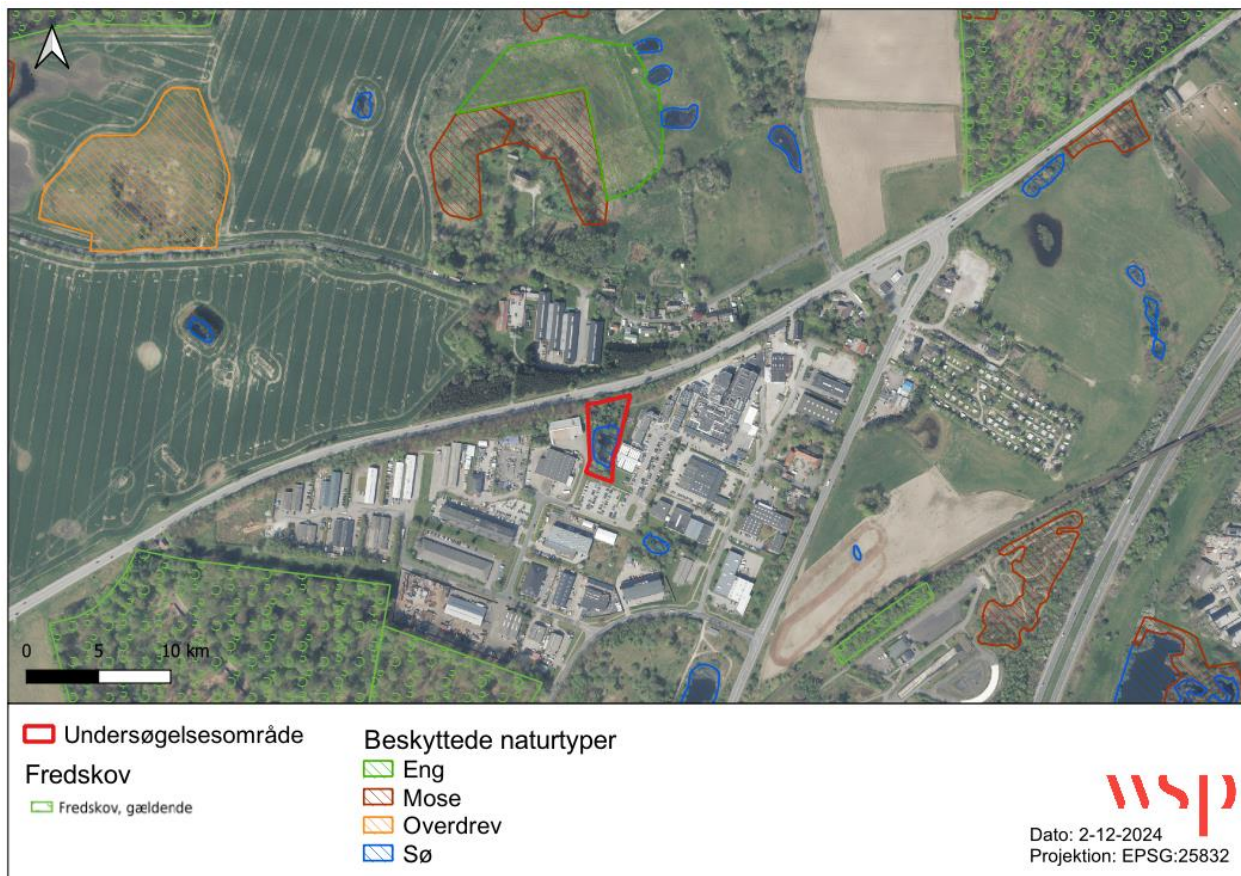 0 5 10 km
Undersøgelsesområde
Fredskov
Fredskov, gældende
Beskyttede naturtyper
Eng
Mose
Overdrev
Sø
wsp
Dato: 2-12-2024
Projektion: EPSG:25832